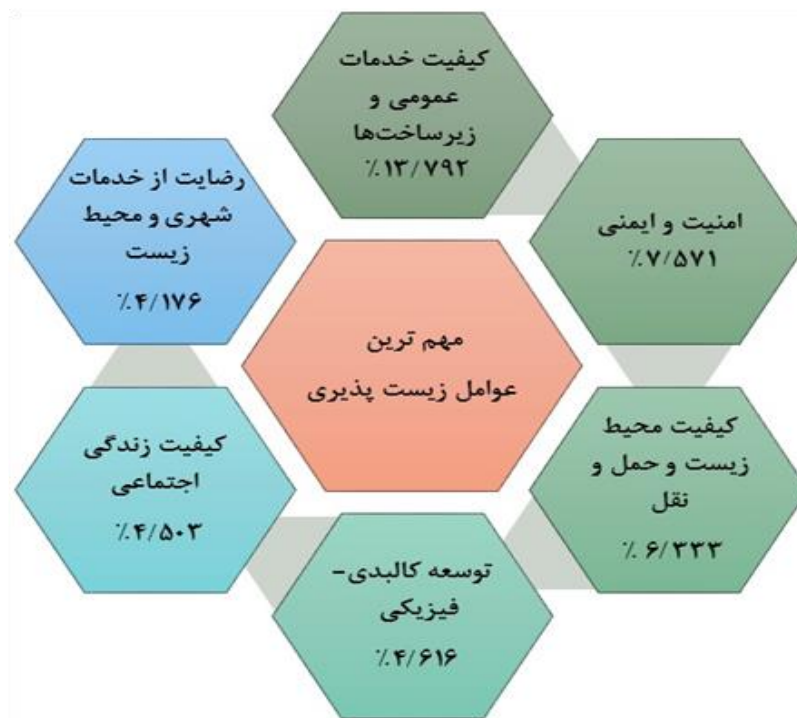 کیفیت خدمات
عمومی و
زیرساخت‌ها
٪۱۳/۷۹۲
امنیت و ایمنی
٪۷/۵۷۱
کیفیت محیط
زیست و حمل و
نقل
٪۶/۳۳۳
توسعه کالبدی-
فیزیکی
٪۴/۶۱۶
کیفیت زندگی
اجتماعی
٪۴/۵۰۳
رضایت از خدمات
شهری و محیط
زیست
٪۴/۱۷۶
مهم ترین
عوامل زیست پذیری